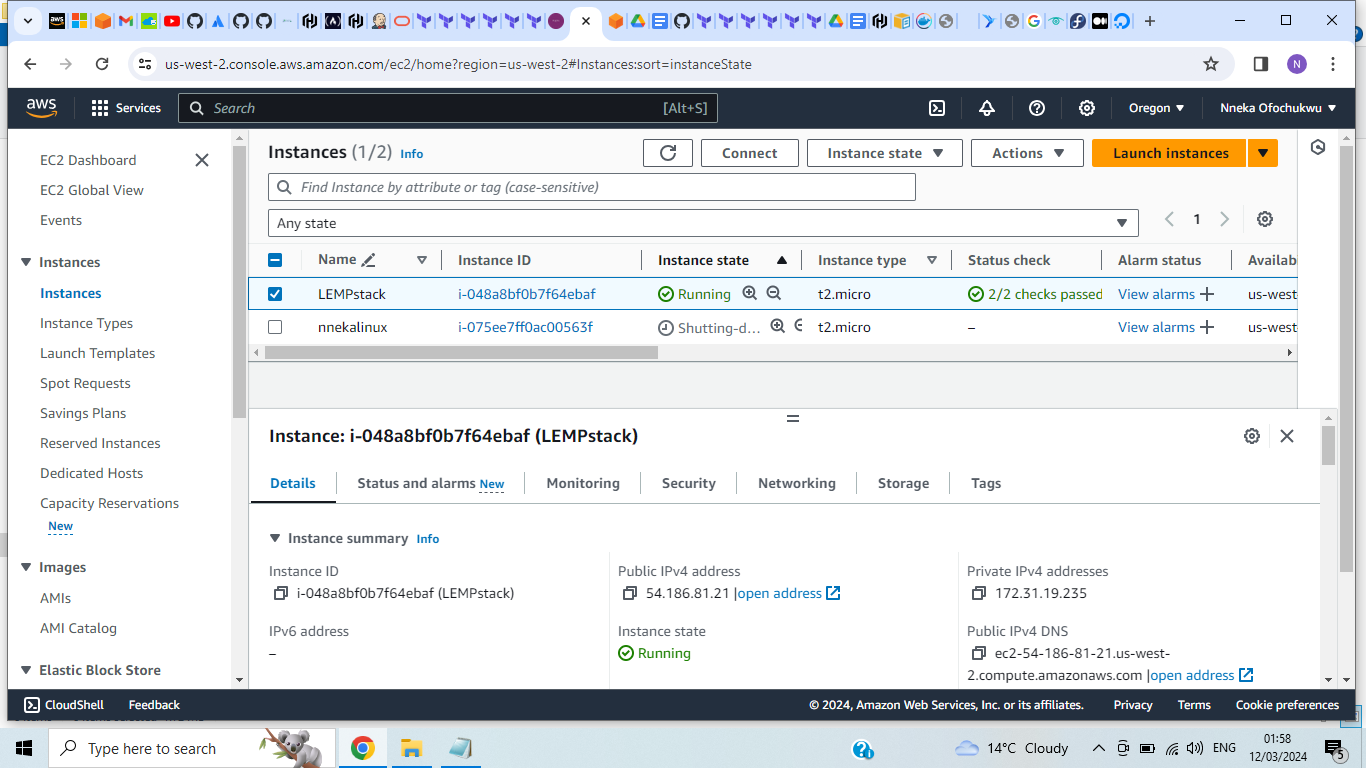 us-west-2.console.aws.amazon.com/ec2/home?region=us-west-2#Instances:sort=instanceState
N
aws
Services
Search
[Alt+S]
Oregon
Nneka Ofochukwu
EC2 Dashboard
EC2 Global View
Events
Instances
Instances
Instance Types
Launch Templates
Spot Requests
Savings Plans
Reserved Instances
Dedicated Hosts
Capacity Reservations
New
Images
AMIs
AMI Catalog
Elastic Block Store
Instances (1/2) Info
Connect
Instance state
Actions
Launch instances
Find Instance by attribute or tag (case-sensitive)
Any state
1
Name Instance ID Instance state Instance type Status check Alarm status Availab
LEMPstack i-048a8bf0b7f64ebaf Running t2.micro 2/2 checks passed View alarms + us-west-
nnekalinux i-075ee7ff0ac00563f Shutting-d... t2.micro – View alarms + us-west-
Instance: i-048a8bf0b7f64ebaf (LEMPstack)
Details
Status and alarms New
Monitoring
Security
Networking
Storage
Tags
Instance summary Info
Instance ID
i-048a8bf0b7f64ebaf (LEMPstack)
IPv6 address
–
Public IPv4 address
54.186.81.21 |open address
Instance state
Running
Private IPv4 addresses
172.31.19.235
Public IPv4 DNS
ec2-54-186-81-21.us-west-
2.compute.amazonaws.com |open address
CloudShell
Feedback
© 2024, Amazon Web Services, Inc. or its affiliates.
Privacy
Terms
Cookie preferences
Type here to search
14°C Cloudy
ENG
01:58
12/03/2024
5